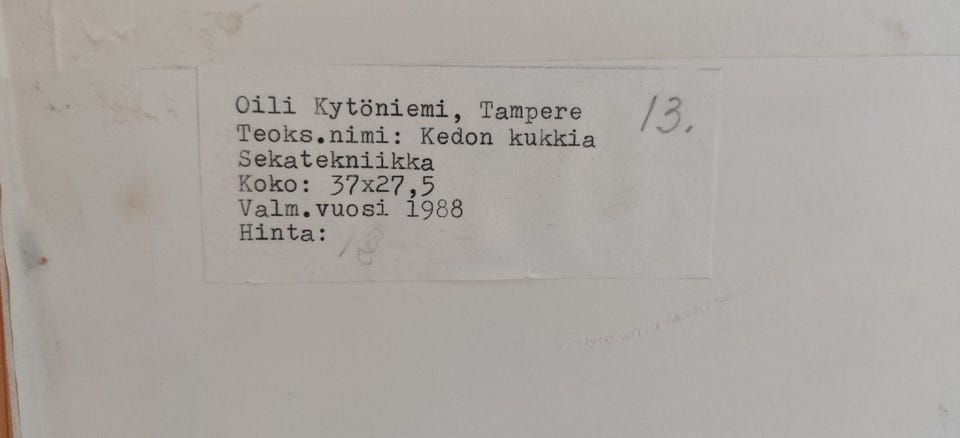 Oili Kytöniemi, Tampere 13.
Teoks.nimi: Kedon kukkia
Sekatekniikka
Koko: 37x27,5
Valm.vuosi 1988
Hinta: